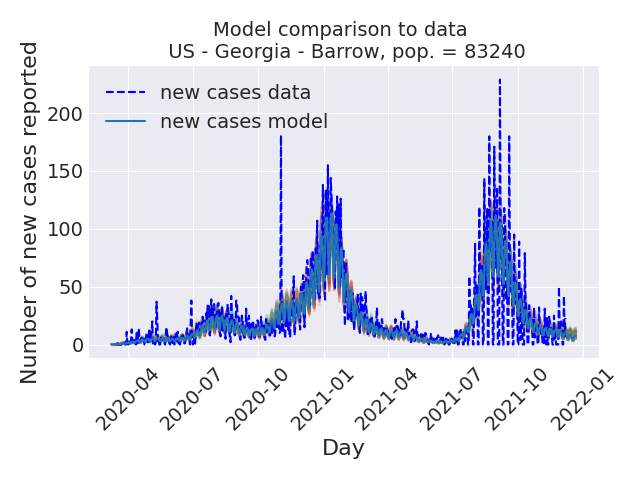 Model comparison to data
US - Georgia - Barrow, pop. = 83240
new cases data
new cases model
Number of new cases reported
200
150
100
50
0
2020-04
2020-07
2020-10
2021-01
2021-04
2021-07
2021-10
2022-01
Day